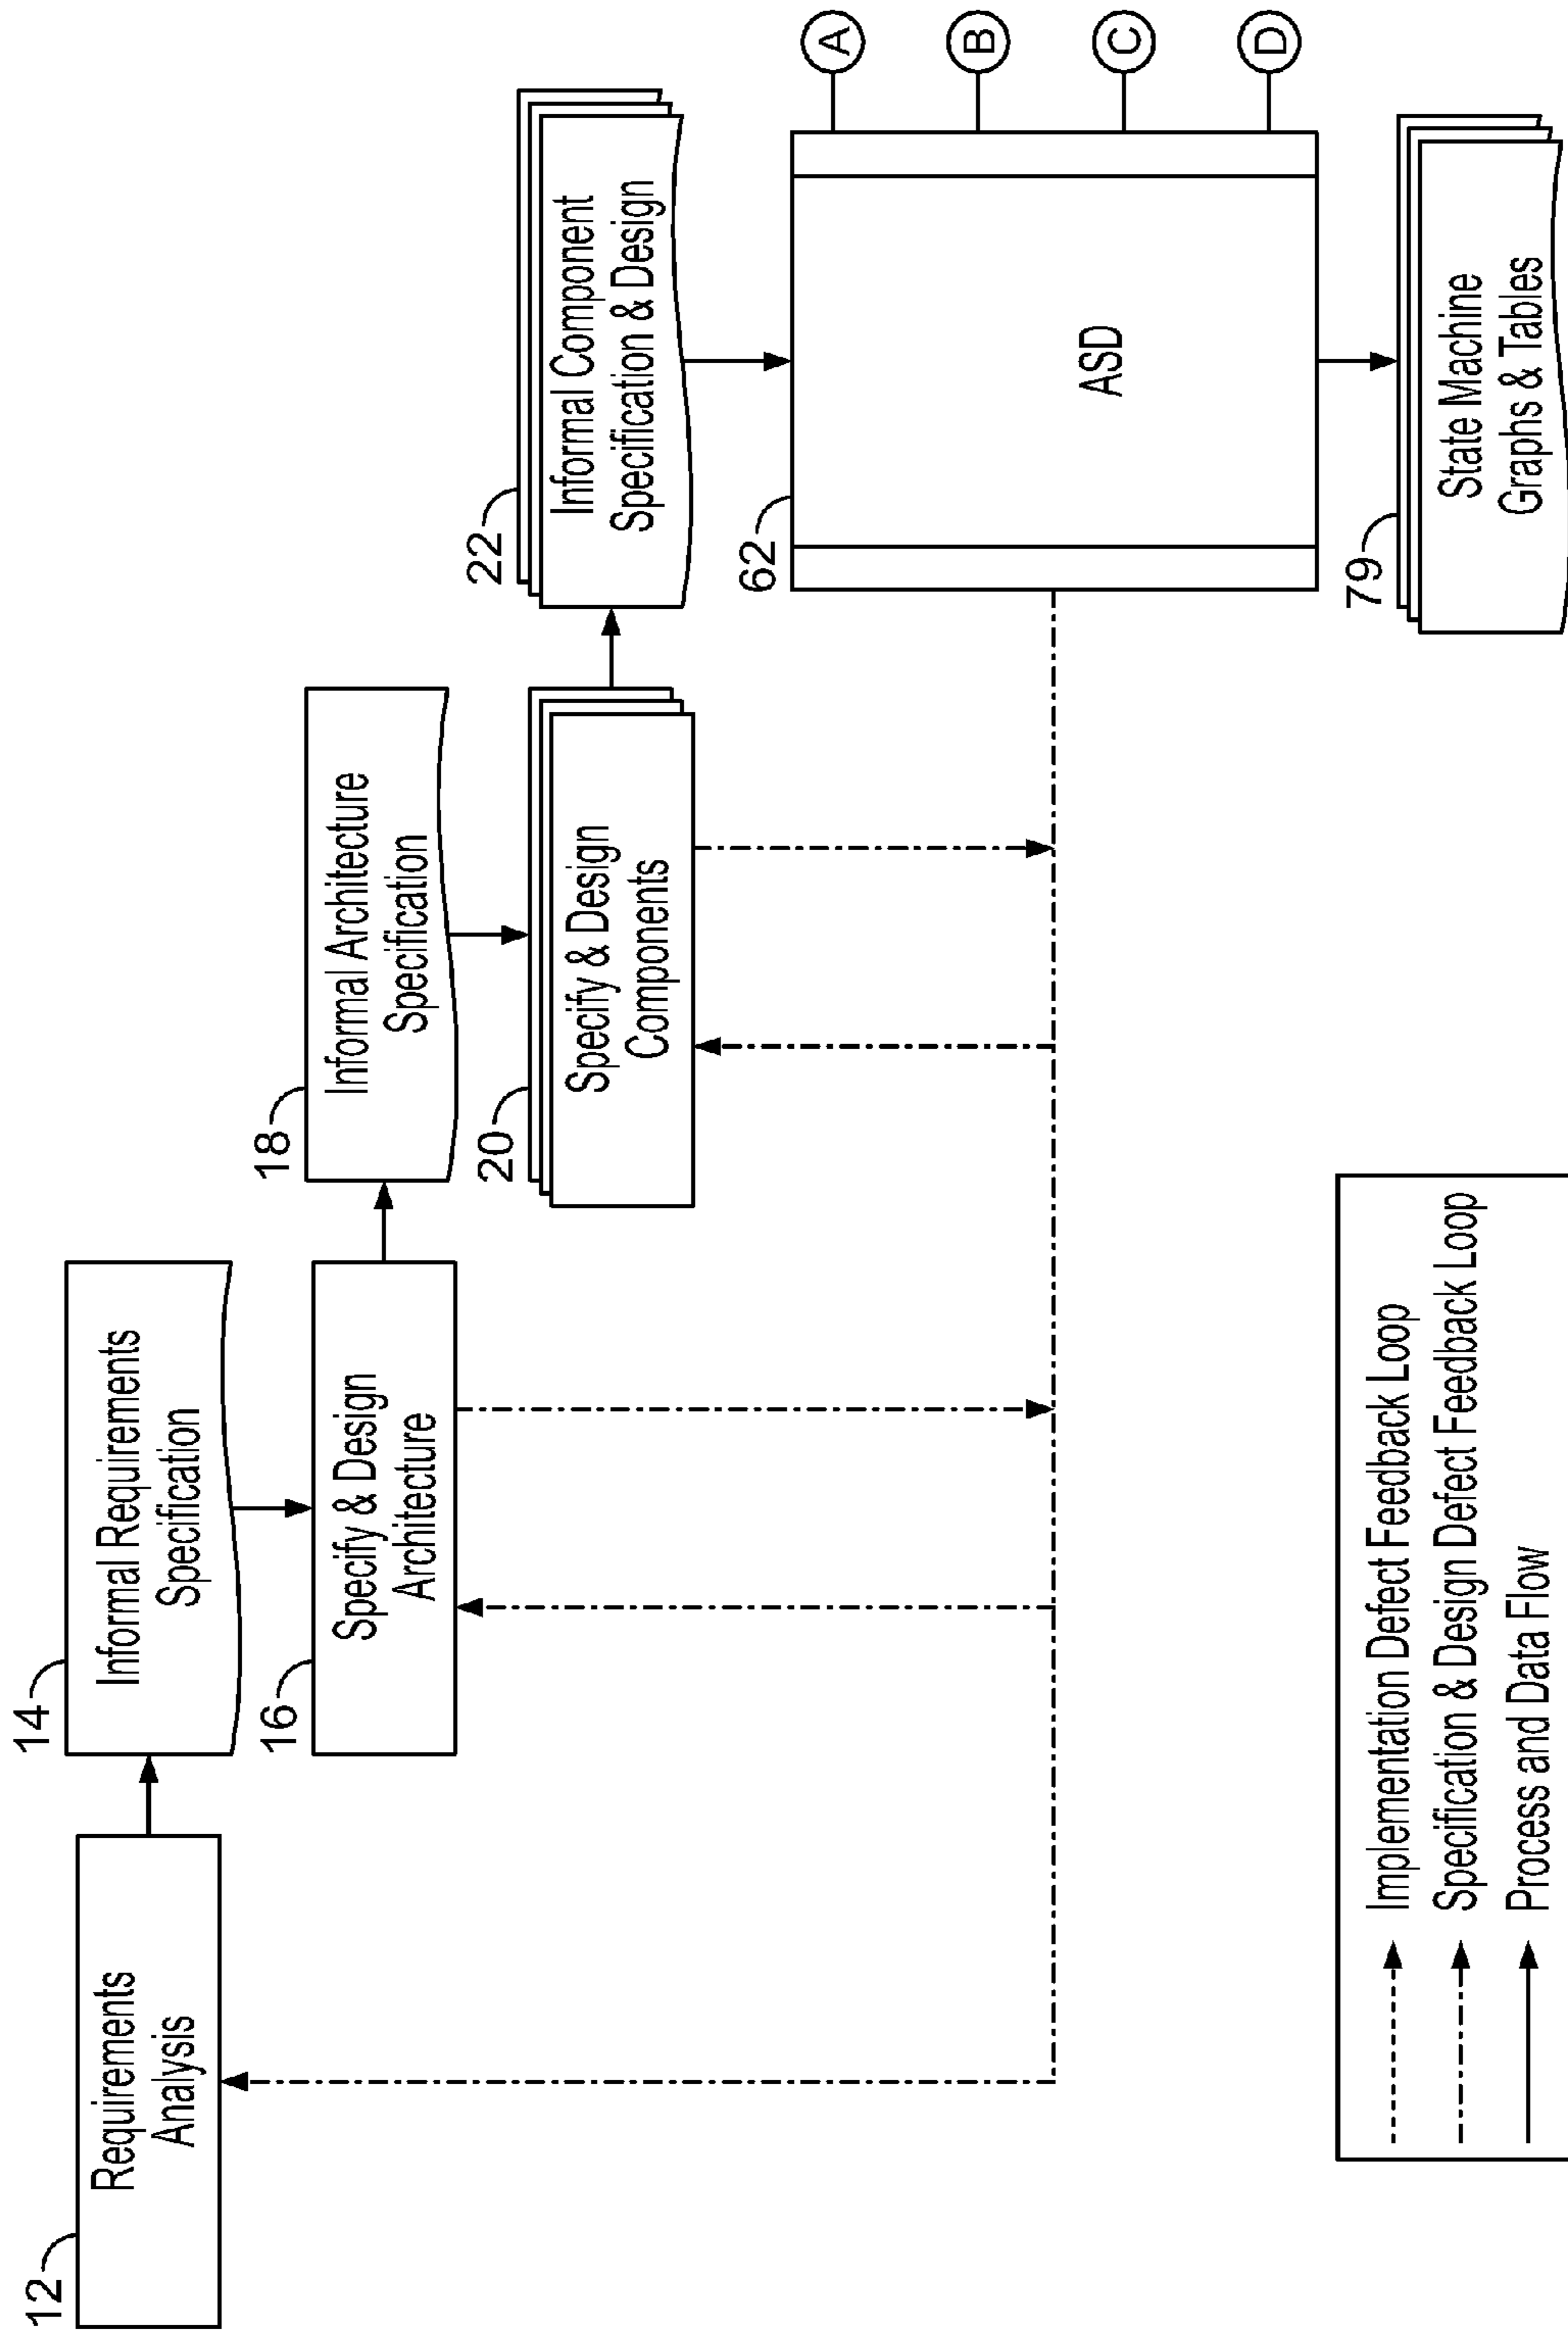 12
Requirements
Analysis
14
Informal Requirements
Specification
16
Specify & Design
Architecture
18
Informal Architecture
Specification
20
Specify & Design
Components
22
Informal Component
Specification & Design
62
ASD
A
B
C
D
79
State Machine
Graphs & Tables
Implementation Defect Feedback Loop
Specification & Design Defect Feedback Loop
Process and Data Flow